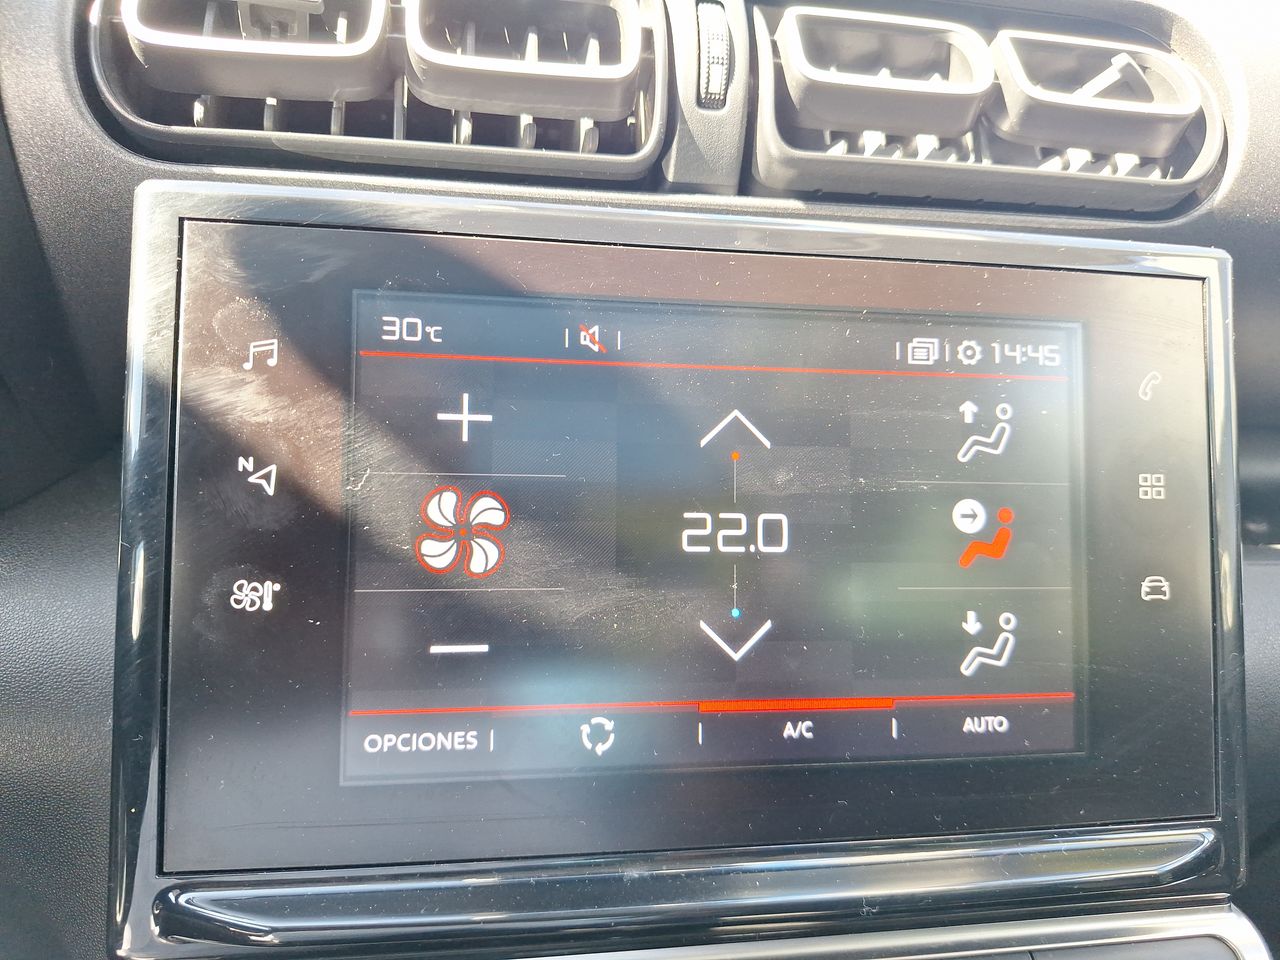 30°C
14:45
N
22.0
OPCIONES
A/C
AUTO